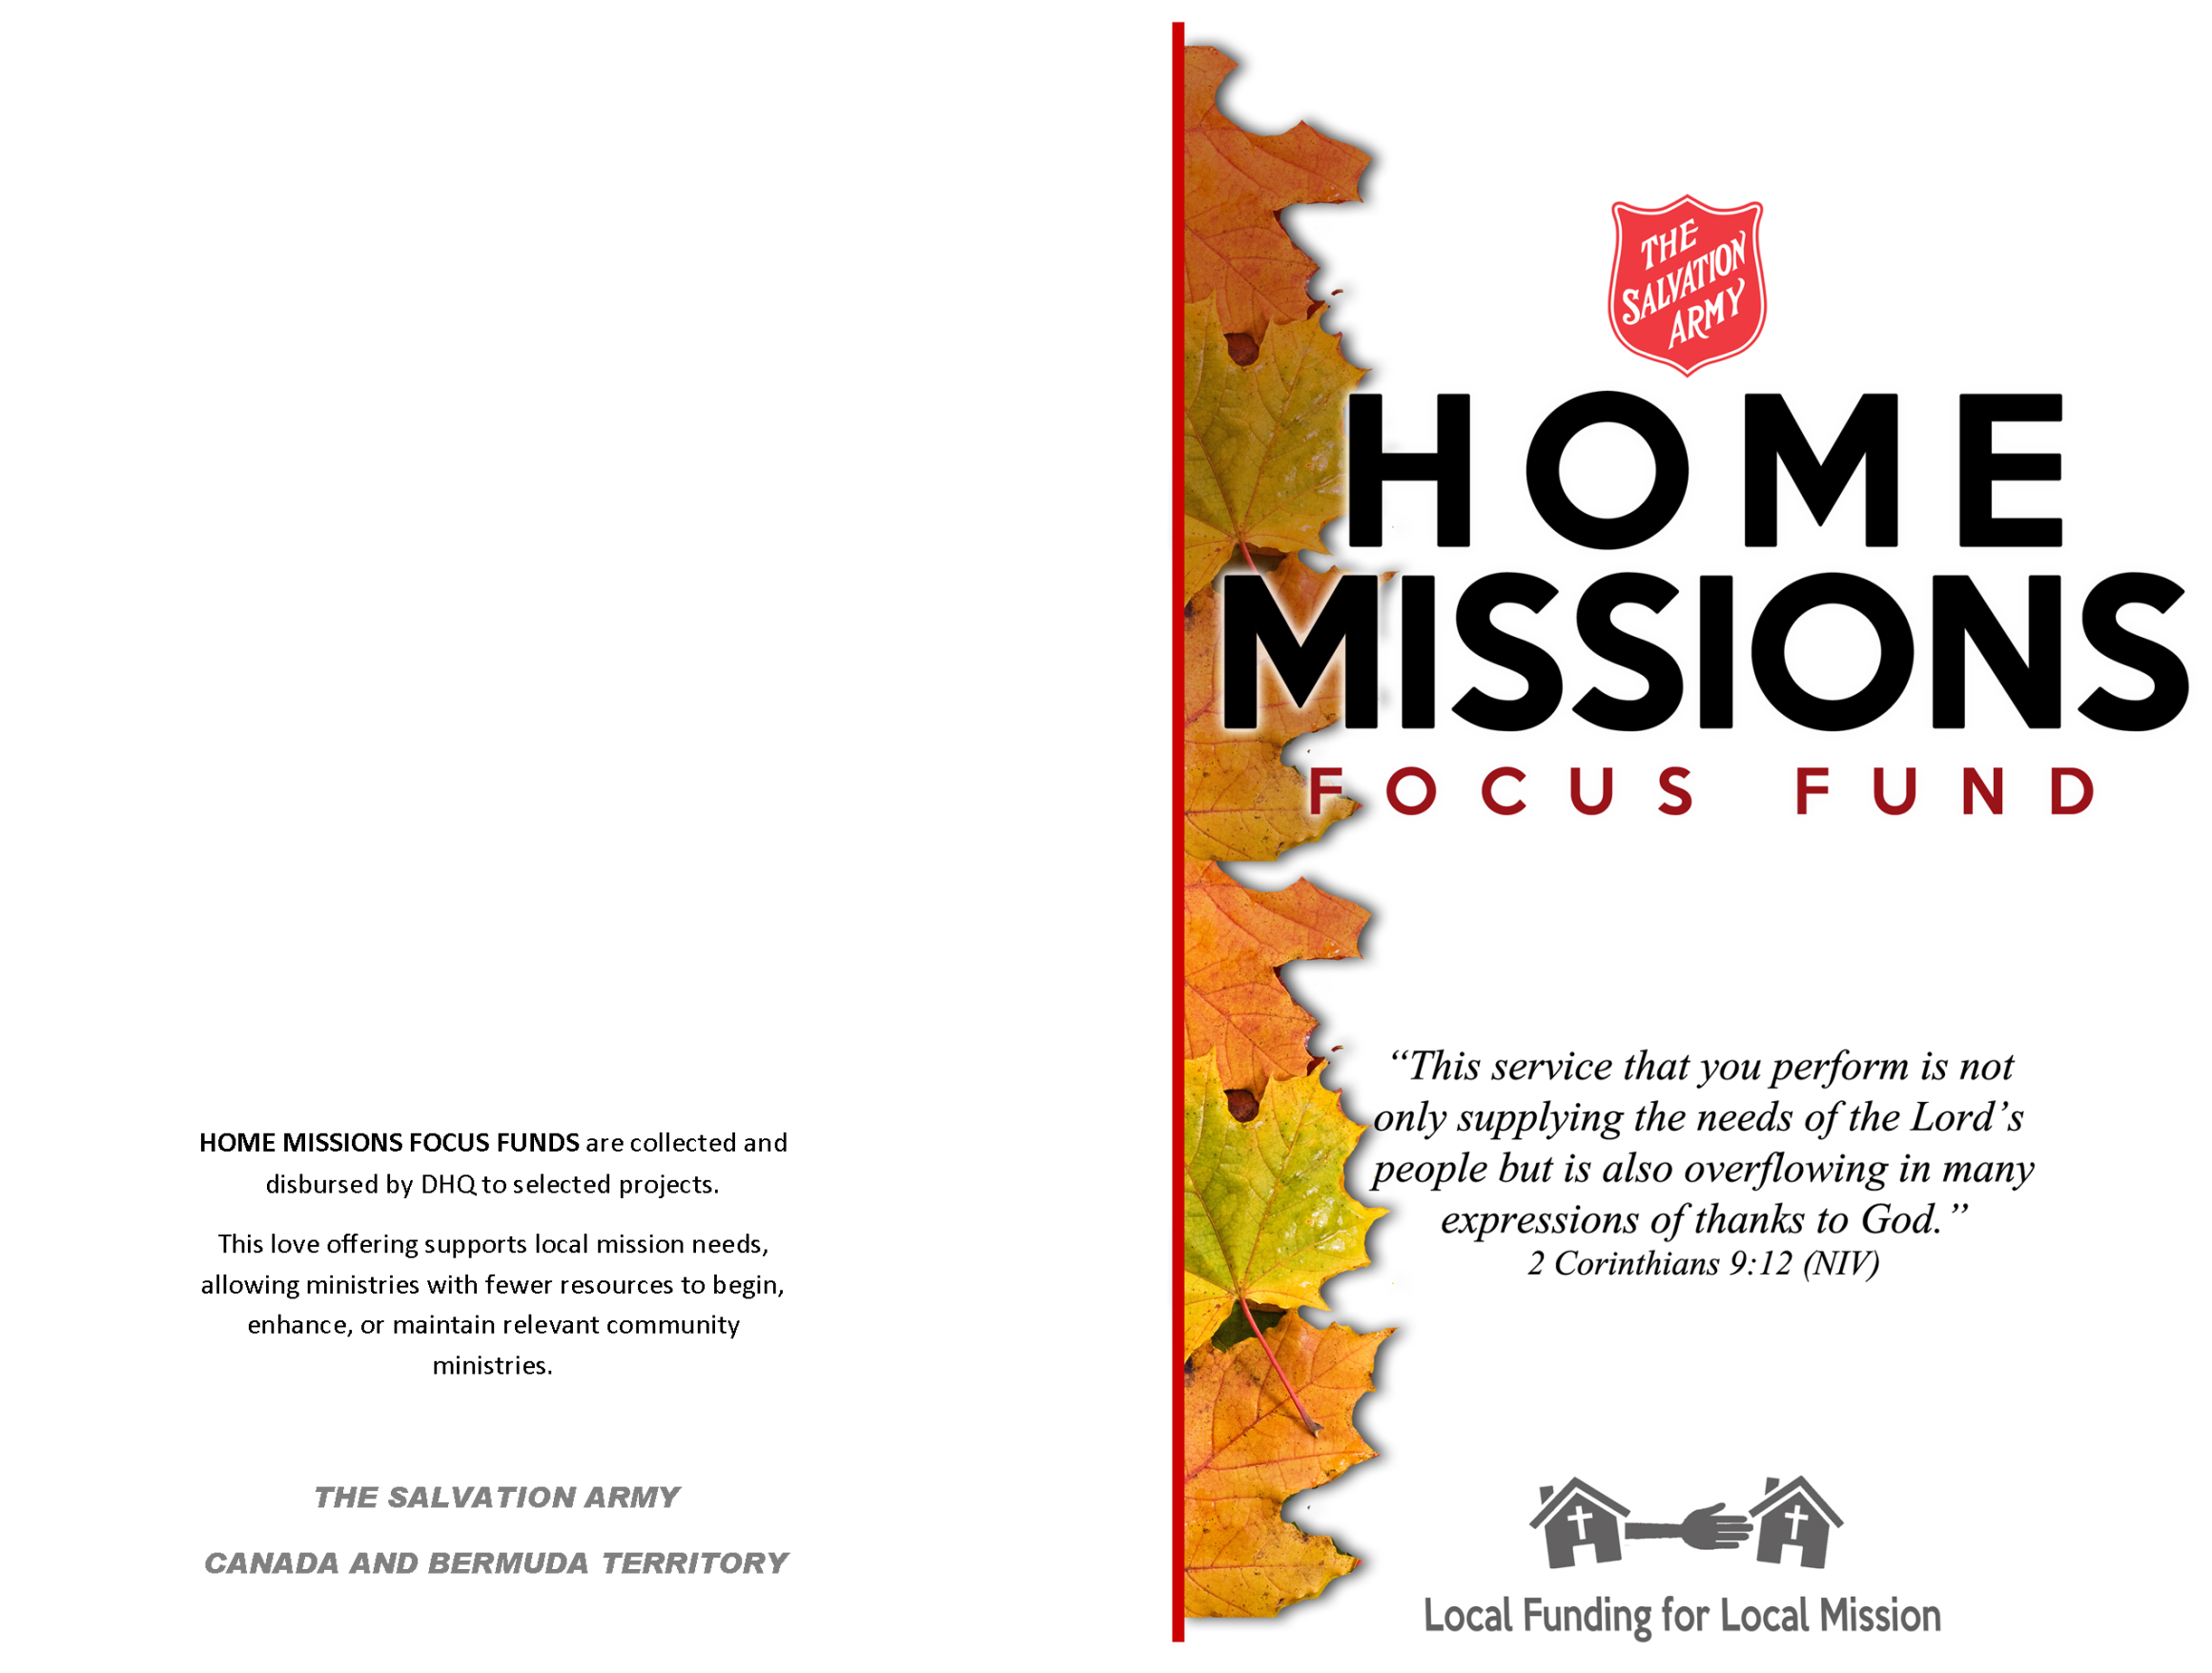 HOME MISSIONS FOCUS FUNDS are collected and
disbursed by DHQ to selected projects.
This love offering supports local mission needs,
allowing ministries with fewer resources to begin,
enhance, or maintain relevant community
ministries.
THE SALVATION ARMY
CANADA AND BERMUDA TERRITORY
THE
SALVATION
ARMY
HOME
MISSIONS
FOCUS FUND
“This service that you perform is not
only supplying the needs of the Lord’s
people but is also overflowing in many
expressions of thanks to God.”
2 Corinthians 9:12 (NIV)
Local Funding for Local Mission